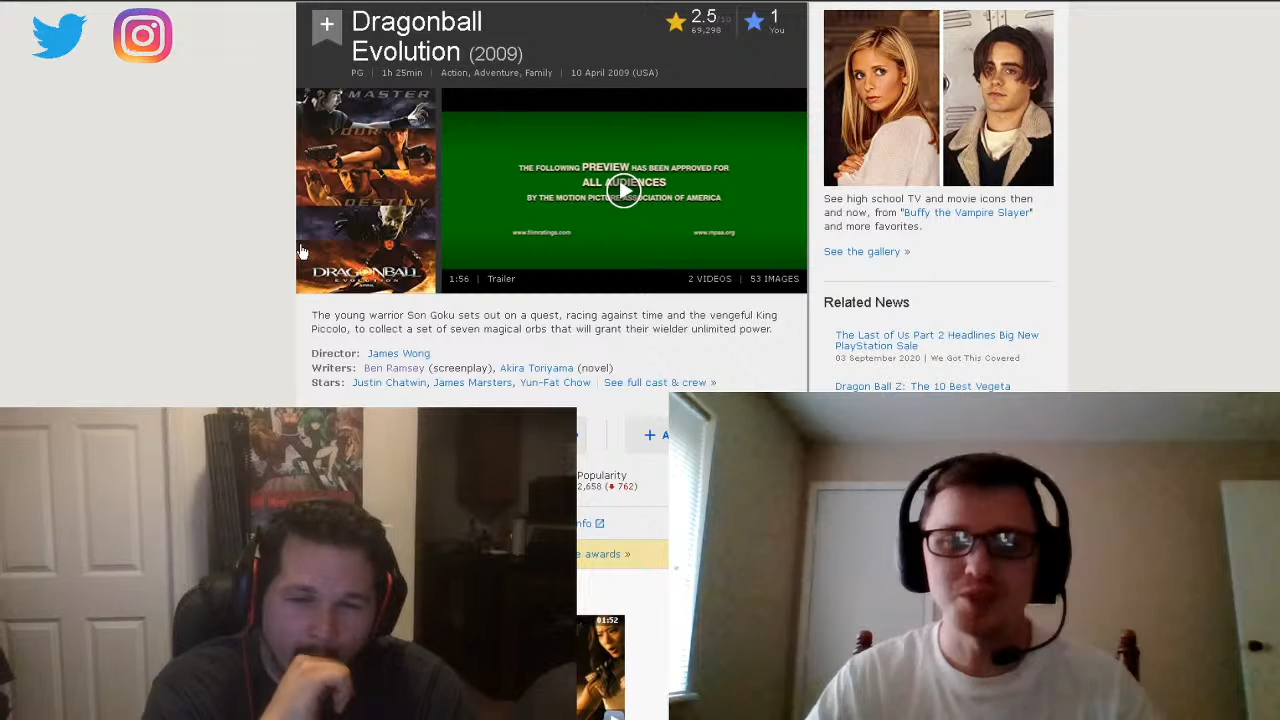 Dragonball
Evolution (2009)
2.5/10
69,298
1
You
PG | 1h 25min | Action, Adventure, Family | 10 April 2009 (USA)
MASTER
YOUR
DESTINY
DRAGONBALL
EVOLUTION
THE FOLLOWING PREVIEW HAS BEEN APPROVED FOR
ALL AUDIENCES
BY THE MOTION PICTURE ASSOCIATION OF AMERICA
www.filmratings.com www.mpaa.org
1:56 | Trailer 2 VIDEOS | 53 IMAGES
The young warrior Son Goku sets out on a quest, racing against time and the vengeful King
Piccolo, to collect a set of seven magical orbs that will grant their wielder unlimited power.
Director: James Wong
Writers: Ben Ramsey (screenplay), Akira Toriyama (novel)
Stars: Justin Chatwin, James Marsters, Yun-Fat Chow | See full cast & crew »
See high school TV and movie icons then
and now, from "Buffy the Vampire Slayer"
and more favorites.
See the gallery »
Related News
The Last of Us Part 2 Headlines Big New
PlayStation Sale
03 September 2020 | We Got This Covered
Dragon Ball Z: The 10 Best Vegeta
+ A
Popularity
2,658 (762)
nfo
e awards »
01:52